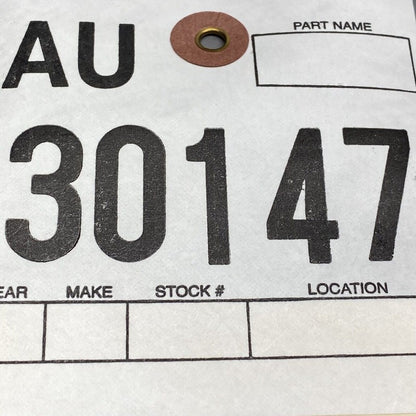 AU PART NAME
30147
EAR MAKE STOCK # LOCATION